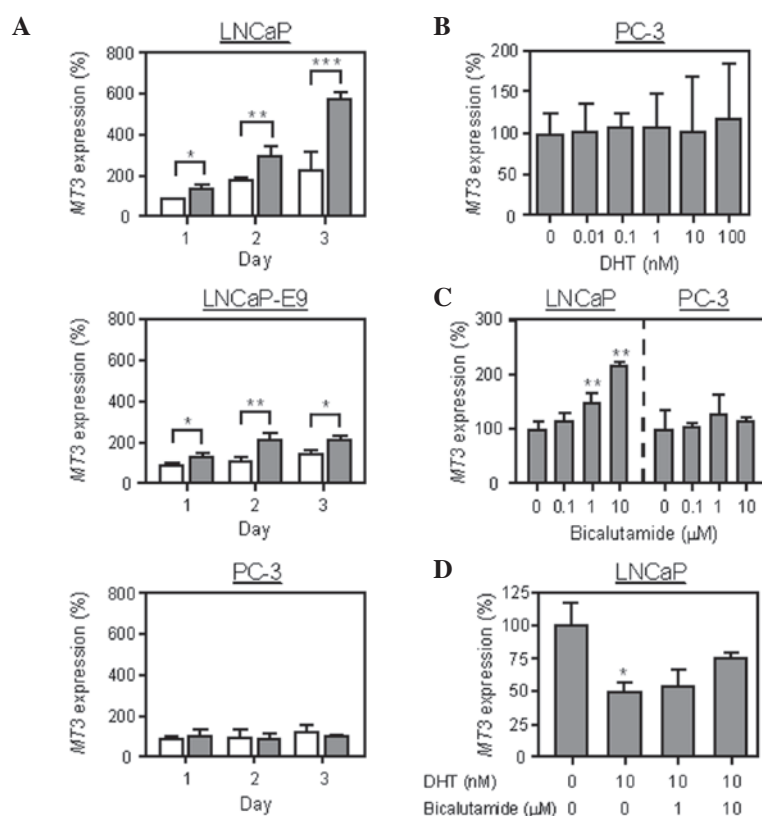 A
LNCaP
MT3 expression (%)
800
600
400
200
0
*
**
***
1 2 3
Day
LNCaP-E9
MT3 expression (%)
800
600
400
200
0
*
**
*
1 2 3
Day
PC-3
MT3 expression (%)
800
600
400
200
0
1 2 3
Day
B
PC-3
MT3 expression (%)
200
150
100
50
0
0 0.01 0.1 1 10 100
DHT (nM)
C
LNCaP PC-3
MT3 expression (%)
300
200
100
0
**
**
0 0.1 1 10 0 0.1 1 10
Bicalutamide (μM)
D
LNCaP
MT3 expression (%)
125
100
75
50
25
0
*
DHT (nM) 0 10 10 10
Bicalutamide (μM) 0 0 1 10